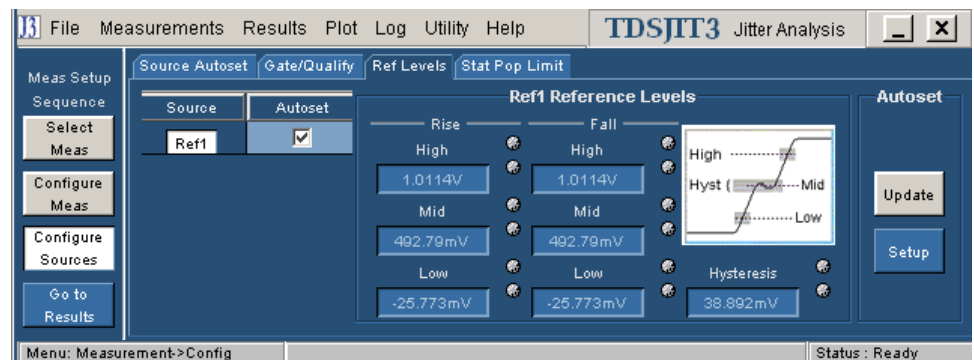 J3 File Measurements Results Plot Log Utility Help TDSJIT3 Jitter Analysis
Meas Setup
Sequence
Select
Meas
Configure
Meas
Configure
Sources
Go to
Results
Source Autoset Gate/Qualify Ref Levels Stat Pop Limit
Source Autoset
Ref1
Ref1 Reference Levels
Rise Fall
High High
1.0114V 1.0114V
Mid Mid
492.79mV 492.79mV
Low Low
-25.773mV -25.773mV
High
Hyst ( Mid
Low
Hysteresis
38.892mV
Autoset
Update
Setup
Menu: Measurement->Config Status : Ready